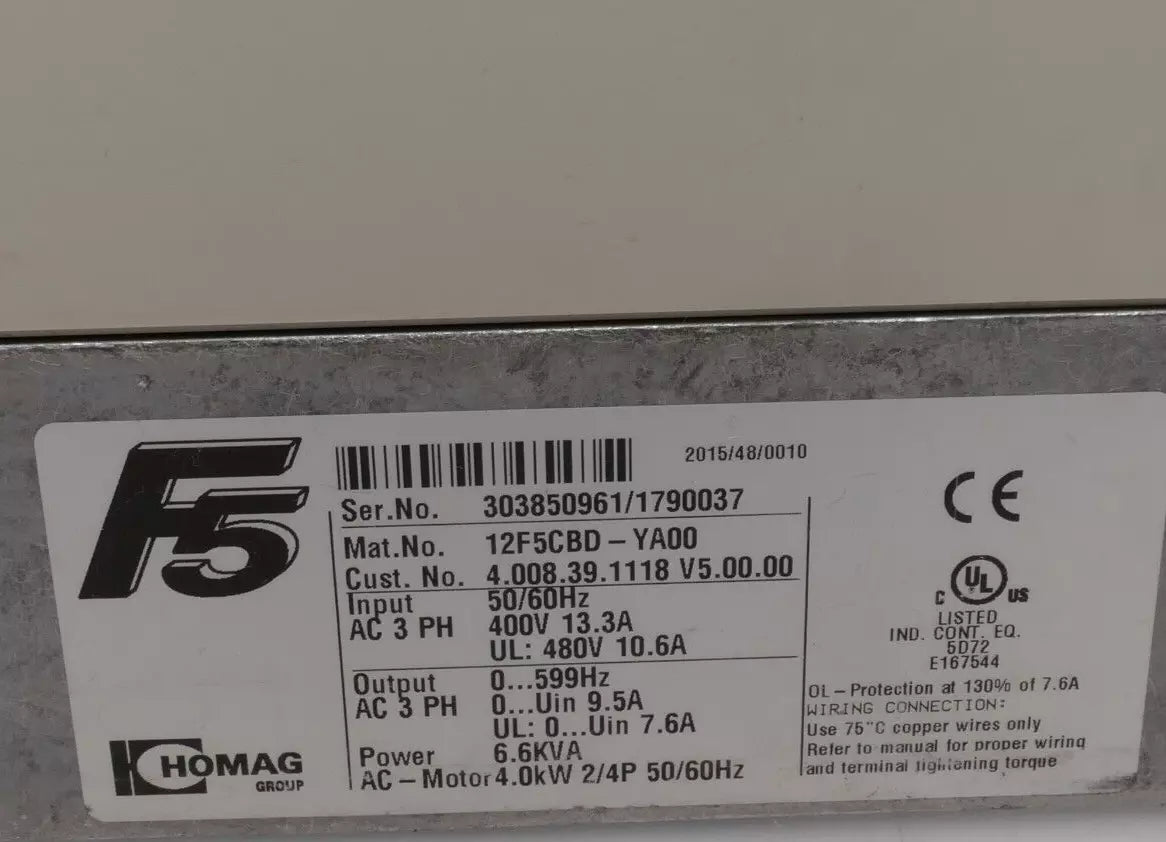 F5
2015/48/0010
Ser.No. 303850961/1790037
Mat.No. 12F5CBD-YA00
Cust. No. 4.008.39.1118 V5.00.00
Input 50/60Hz
AC 3 PH 400V 13.3A
UL: 480V 10.6A
Output 0...599Hz
AC 3 PH 0...Uin 9.5A
UL: 0...Uin 7.6A
Power 6.6KVA
AC-Motor 4.0kW 2/4P 50/60Hz
HOMAG
GROUP
CE
C UL US
LISTED
IND. CONT. EQ.
5D72
E167544
OL-Protection at 130% of 7.6A
WIRING CONNECTION:
Use 75°C copper wires only
Refer to manual for proper wiring
and terminal tightening torque